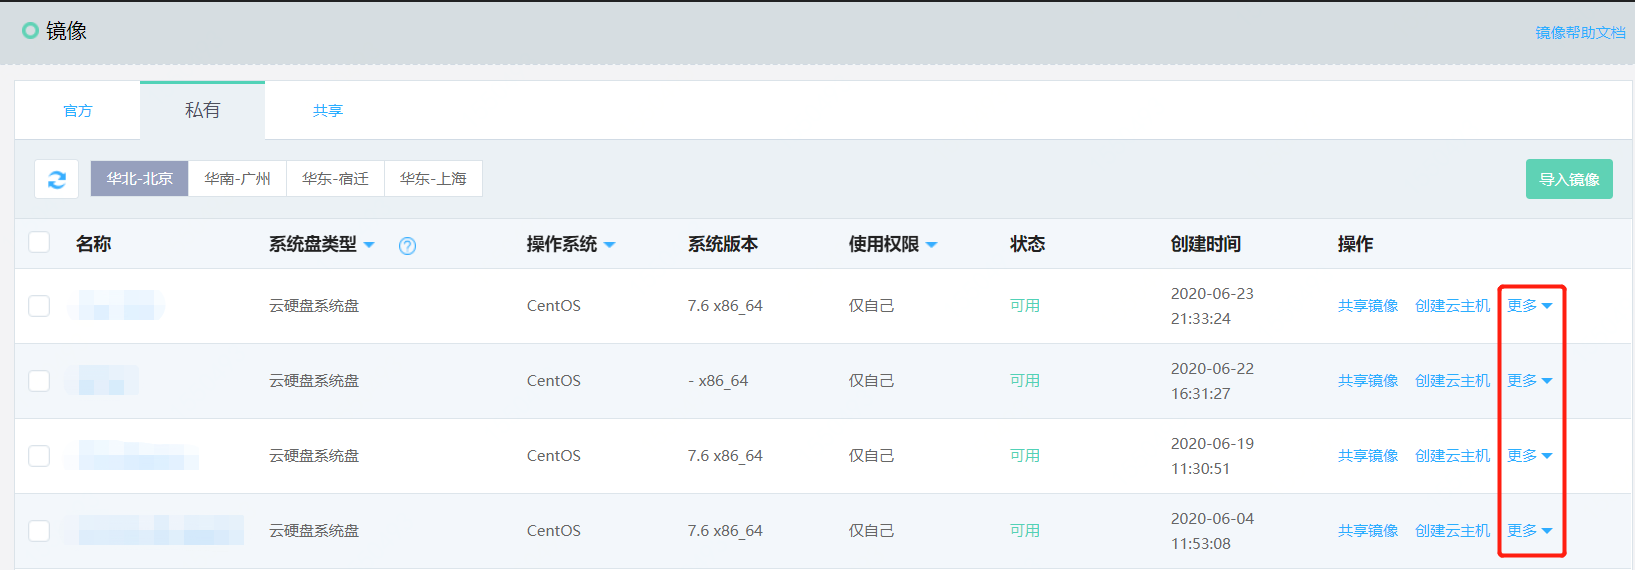 镜像
镜像帮助文档
官方 私有 共享
华北-北京 华南-广州 华东-宿迁 华东-上海 导入镜像
名称 系统盘类型 ? 操作系统 系统版本 使用权限 状态 创建时间 操作
云硬盘系统盘 CentOS 7.6 x86_64 仅自己 可用 2020-06-23 21:33:24 共享镜像 创建云主机 更多
云硬盘系统盘 CentOS - x86_64 仅自己 可用 2020-06-22 16:31:27 共享镜像 创建云主机 更多
云硬盘系统盘 CentOS 7.6 x86_64 仅自己 可用 2020-06-19 11:30:51 共享镜像 创建云主机 更多
云硬盘系统盘 CentOS 7.6 x86_64 仅自己 可用 2020-06-04 11:53:08 共享镜像 创建云主机 更多